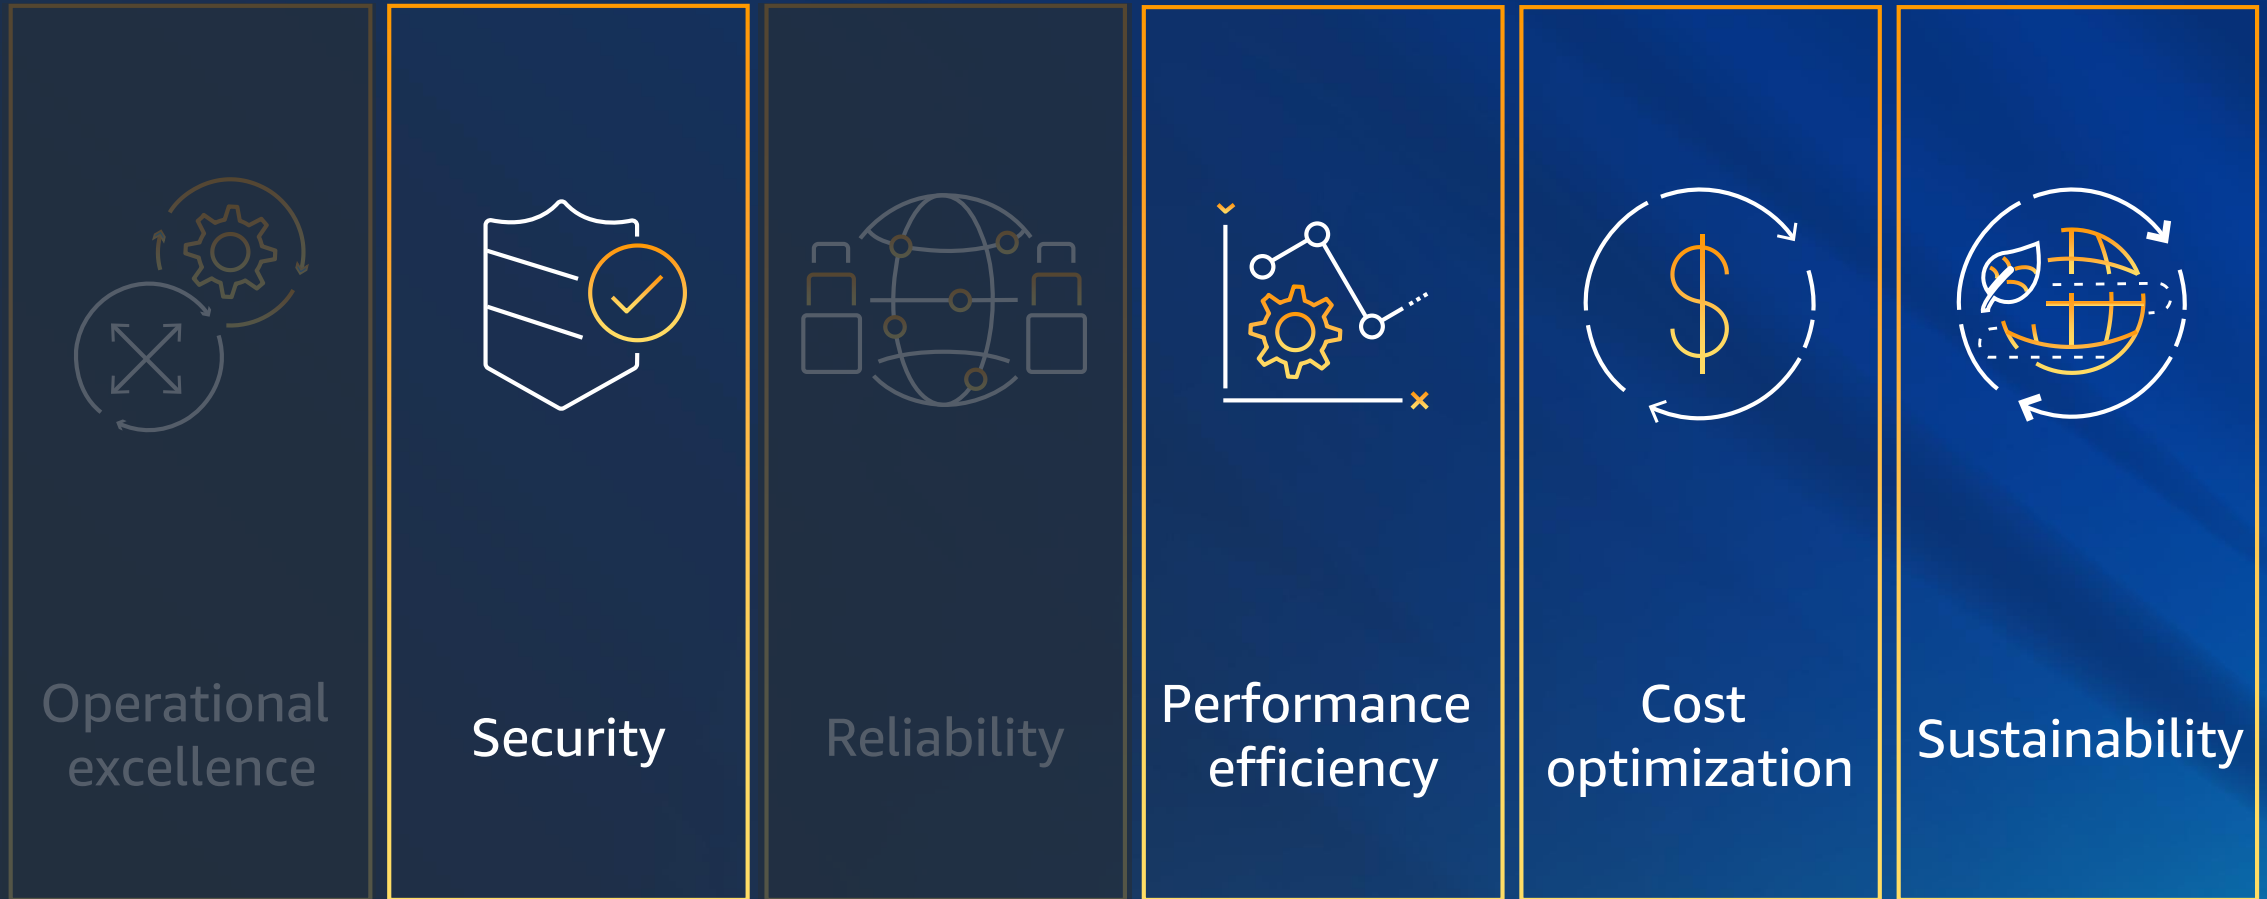 Operational
excellence
Security
Reliability
Performance
efficiency
Cost
optimization
Sustainability